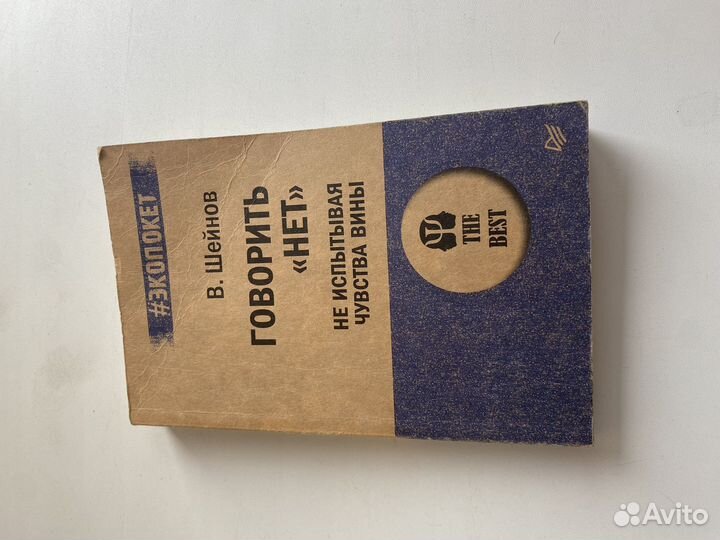 #ЭКОПОКЕТ
В. Шейнов
ГОВОРИТЬ
«НЕТ»
НЕ ИСПЫТЫВАЯ
ЧУВСТВА ВИНЫ
THE
BEST
Avito